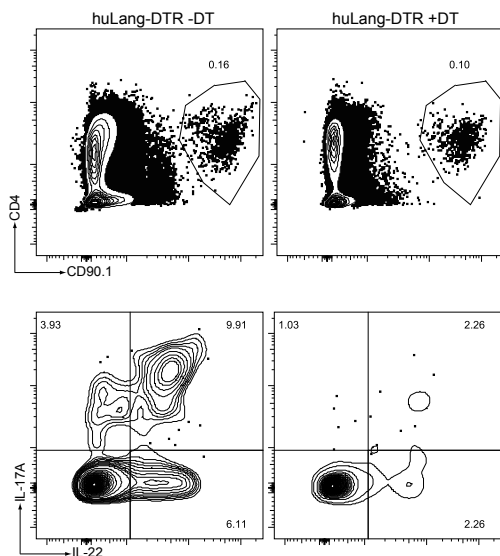 huLang-DTR -DT
huLang-DTR +DT
0.16
0.10
CD4
CD90.1
3.93
9.91
1.03
2.26
6.11
2.26
IL-17A
IL-22